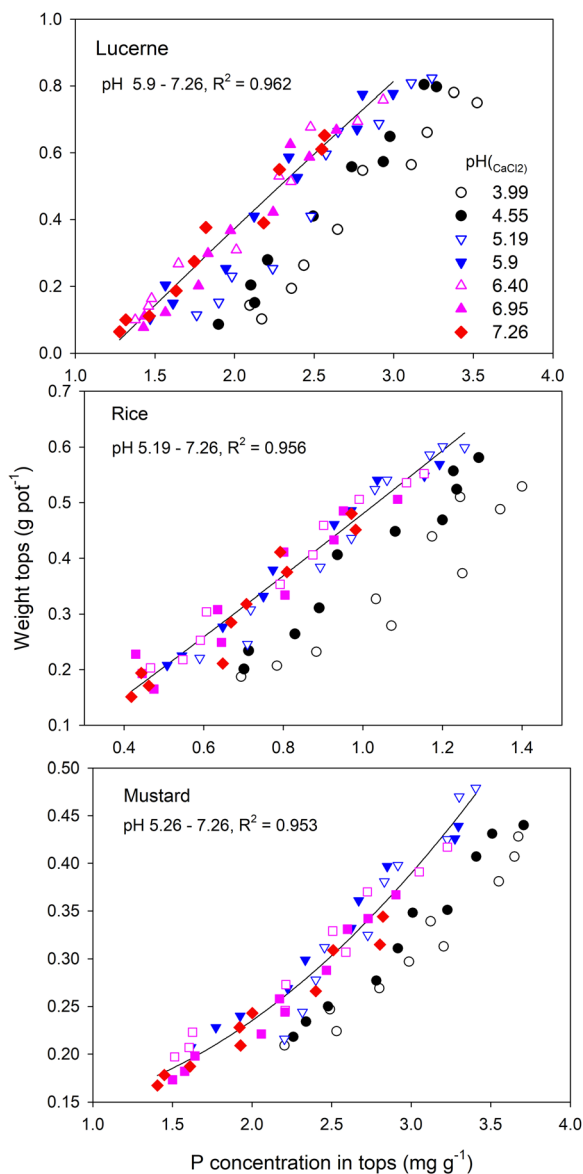 1.0
Lucerne
pH 5.9 - 7.26, R2 = 0.962
0.8
pH(CaCl2)
0.6
3.99
4.55
5.19
0.4
5.9
6.40
0.2
6.95
7.26
0.0
1.0 1.5 2.0 2.5 3.0 3.5 4.0
0.7
Rice
pH 5.19 - 7.26, R2 = 0.956
0.6
0.5
0.4
0.3
0.2
0.1
Weight tops (g pot-1)
0.4 0.6 0.8 1.0 1.2 1.4
0.50
Mustard
pH 5.26 - 7.26, R2 = 0.953
0.45
0.40
0.35
0.30
0.25
0.20
0.15
1.0 1.5 2.0 2.5 3.0 3.5 4.0
P concentration in tops (mg g-1)